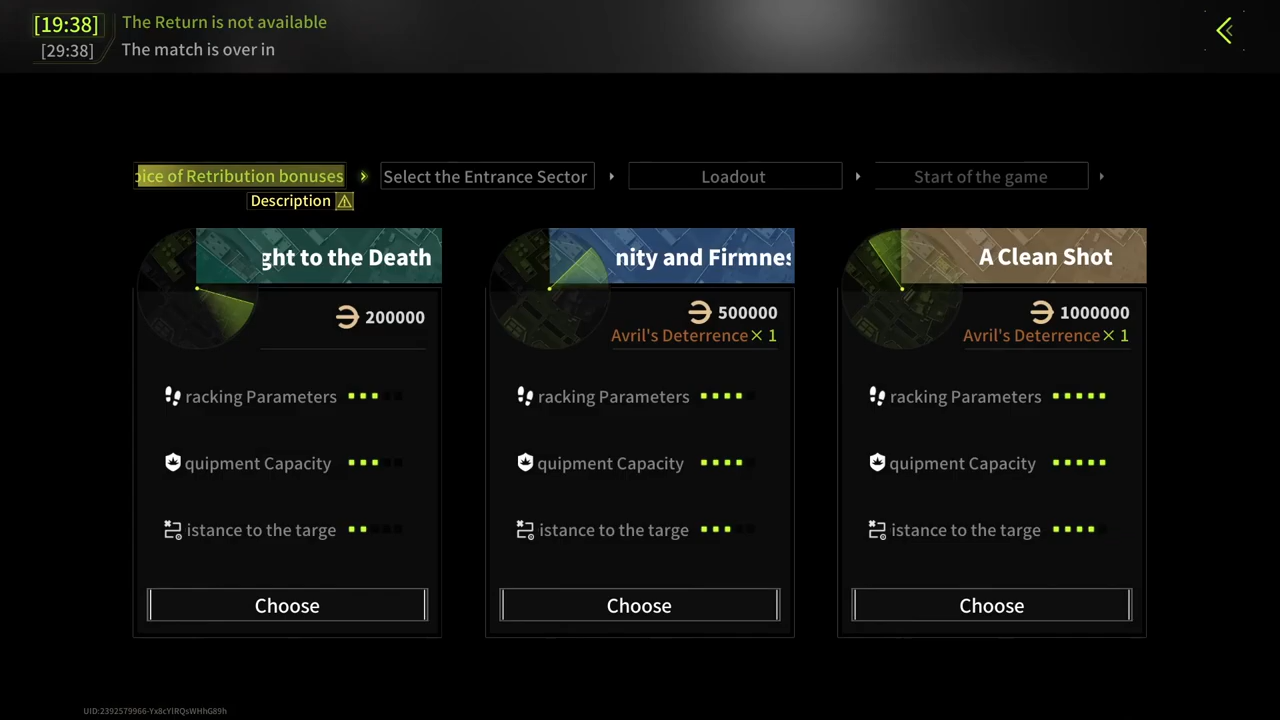 [19:38] The Return is not available
[29:38] The match is over in
oice of Retribution bonuses
Select the Entrance Sector
Loadout
Start of the game
Description
ght to the Death
200000
racking Parameters
quipment Capacity
istance to the targe
Choose
nity and Firmnes
500000
Avril's Deterrence × 1
racking Parameters
quipment Capacity
istance to the targe
Choose
A Clean Shot
1000000
Avril's Deterrence × 1
racking Parameters
quipment Capacity
istance to the targe
Choose
UID:2392579966-Yx8cYlRQsWHhG89h